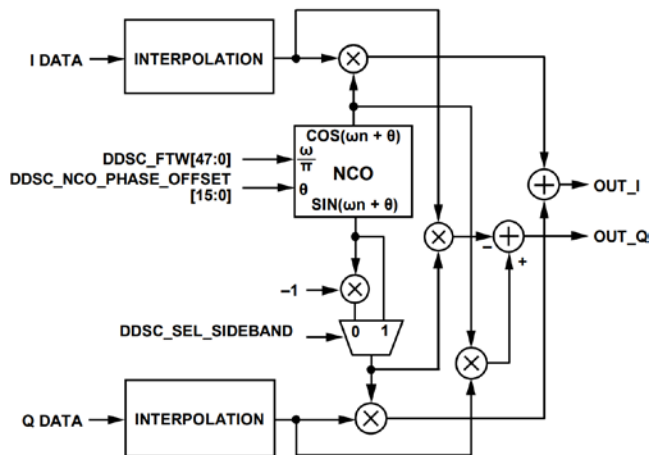 I DATA
INTERPOLATION
×
COS(ωn + θ)
DDSC_FTW[47:0]
ω
π
DDSC_NCO_PHASE_OFFSET
[15:0]
θ
NCO
SIN(ωn + θ)
+
OUT_I
×
−
+
OUT_Q
+
–1
×
DDSC_SEL_SIDEBAND
0 1
×
Q DATA
INTERPOLATION
×